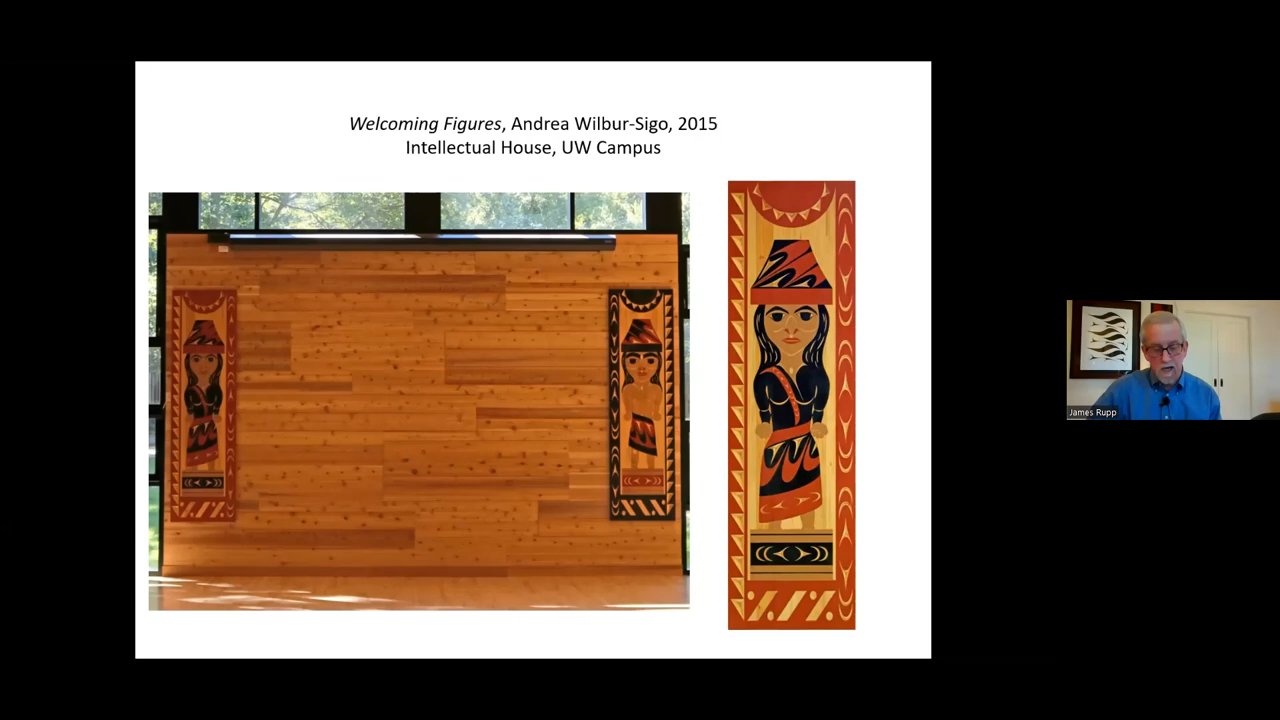 Welcoming Figures, Andrea Wilbur-Sigo, 2015
Intellectual House, UW Campus
James Rupp